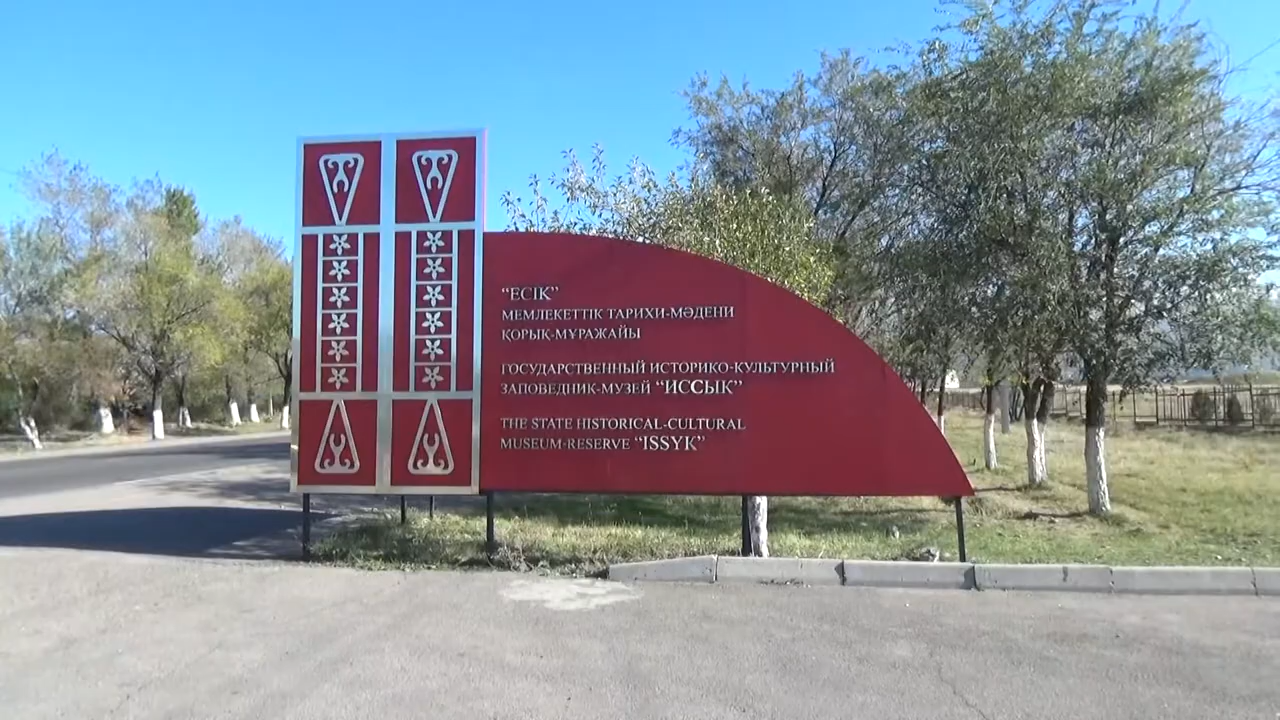 “ЕСІК”
МЕМЛЕКЕТТІК ТАРИХИ-МӘДЕНИ
ҚОРЫҚ-МҰРАЖАЙЫ
ГОСУДАРСТВЕННЫЙ ИСТОРИКО-КУЛЬТУРНЫЙ
ЗАПОВЕДНИК-МУЗЕЙ “ИССЫК”
THE STATE HISTORICAL-CULTURAL
MUSEUM-RESERVE “ISSYK”